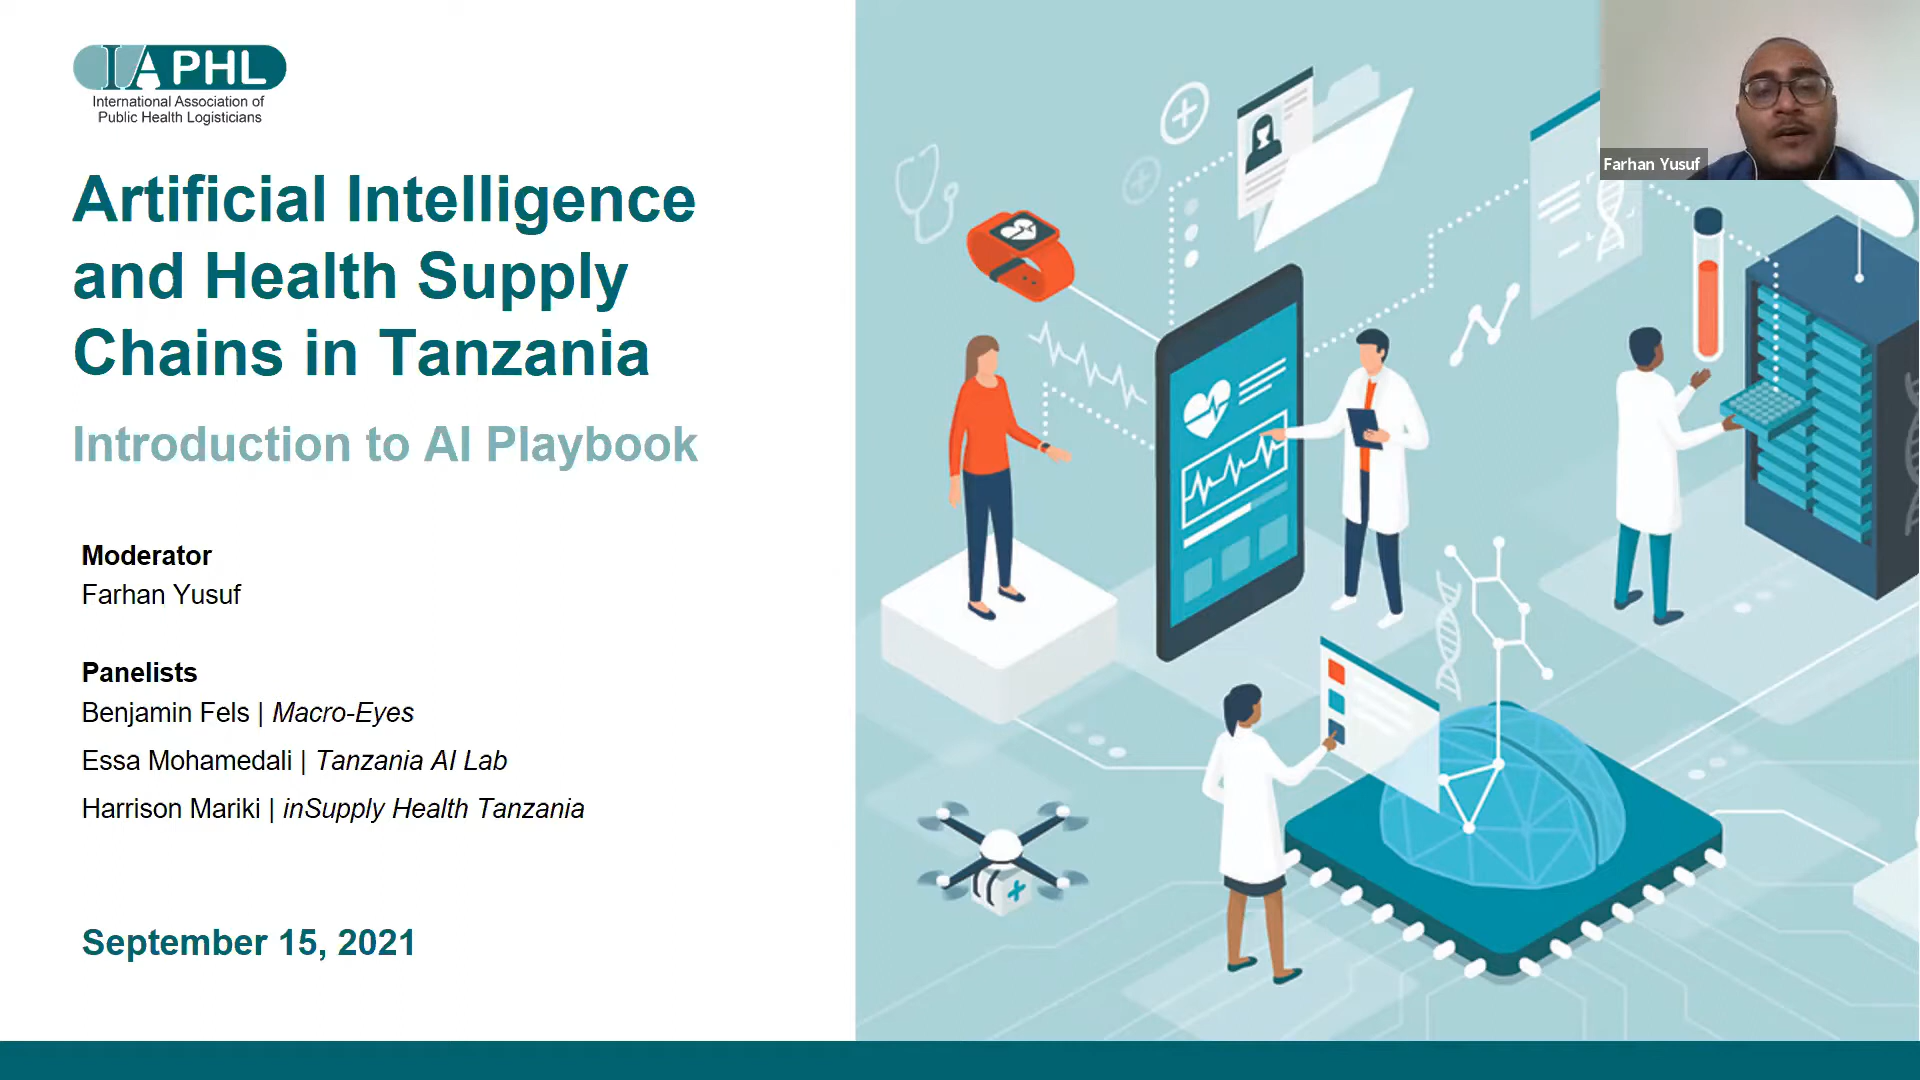 IAPHL
International Association of
Public Health Logisticians
Artificial Intelligence
and Health Supply
Chains in Tanzania
Introduction to AI Playbook
Moderator
Farhan Yusuf
Panelists
Benjamin Fels | Macro-Eyes
Essa Mohamedali | Tanzania AI Lab
Harrison Mariki | inSupply Health Tanzania
September 15, 2021
Farhan Yusuf